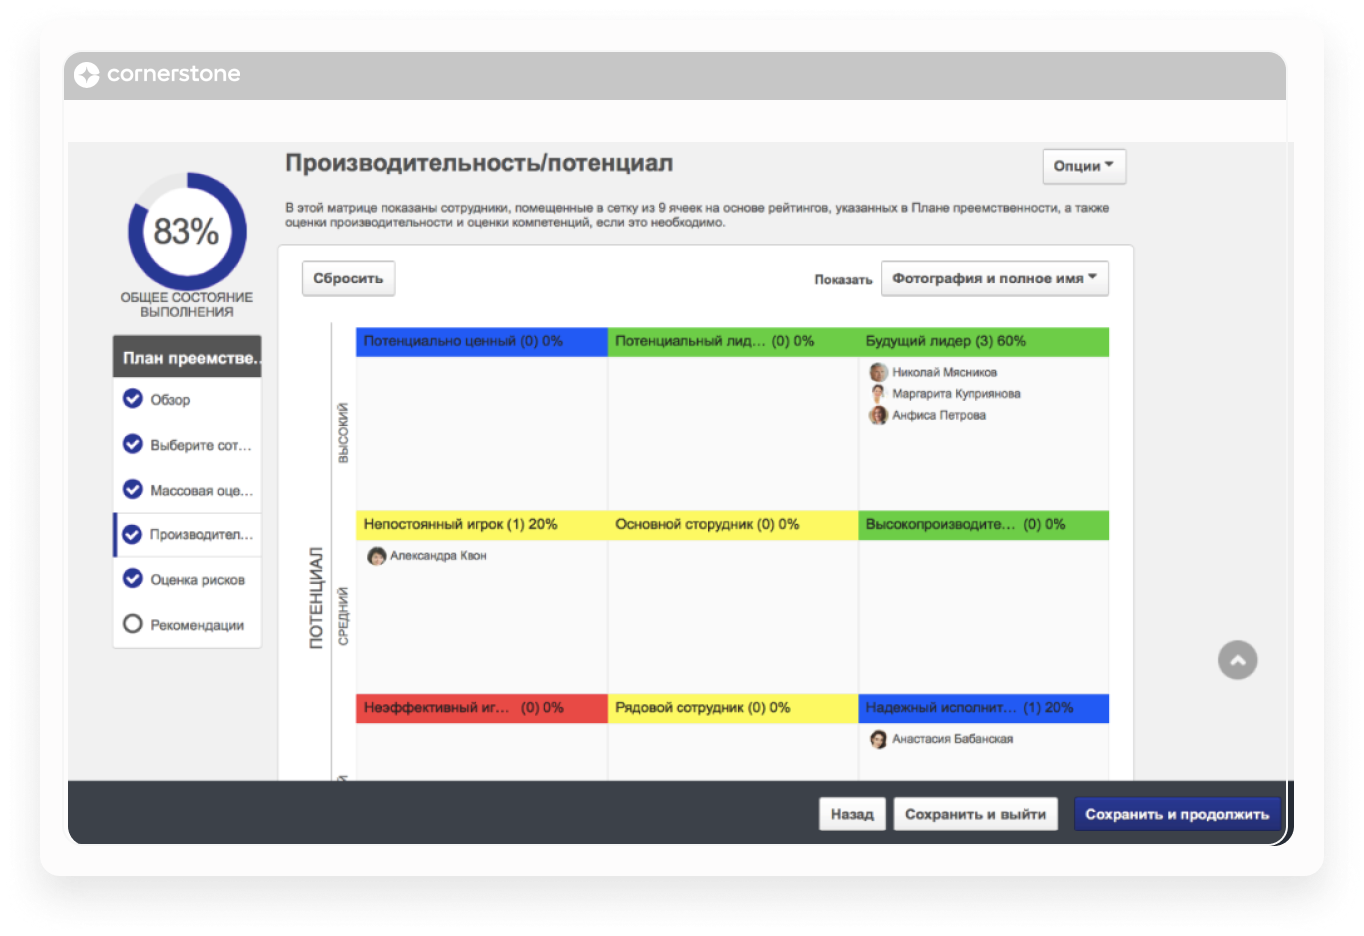 cornerstone
Производительность/потенциал
Опции
В этой матрице показаны сотрудники, помещенные в сетку из 9 ячеек на основе рейтингов, указанных в Плане преемственности, а также
оценки производительности и оценки компетенций, если это необходимо.
83%
ОБЩЕЕ СОСТОЯНИЕ
ВЫПОЛНЕНИЯ
План преемстве..
Обзор
Выберите сот...
Массовая оце...
Производител...
Оценка рисков
Рекомендации
Сбросить
Показать
Фотография и полное имя
ПОТЕНЦИАЛ
ВЫСОКИЙ
Потенциально ценный (0) 0%
Потенциальный лид... (0) 0%
Будущий лидер (3) 60%
Николай Мясников
Маргарита Куприянова
Анфиса Петрова
СРЕДНИЙ
Непостоянный игрок (1) 20%
Основной сторудник (0) 0%
Высокопроизводите... (0) 0%
Александра Квон
Неэффективный иг... (0) 0%
Рядовой сотрудник (0) 0%
Надежный исполнит... (1) 20%
Анастасия Бабанская
Й
Назад
Сохранить и выйти
Сохранить и продолжить